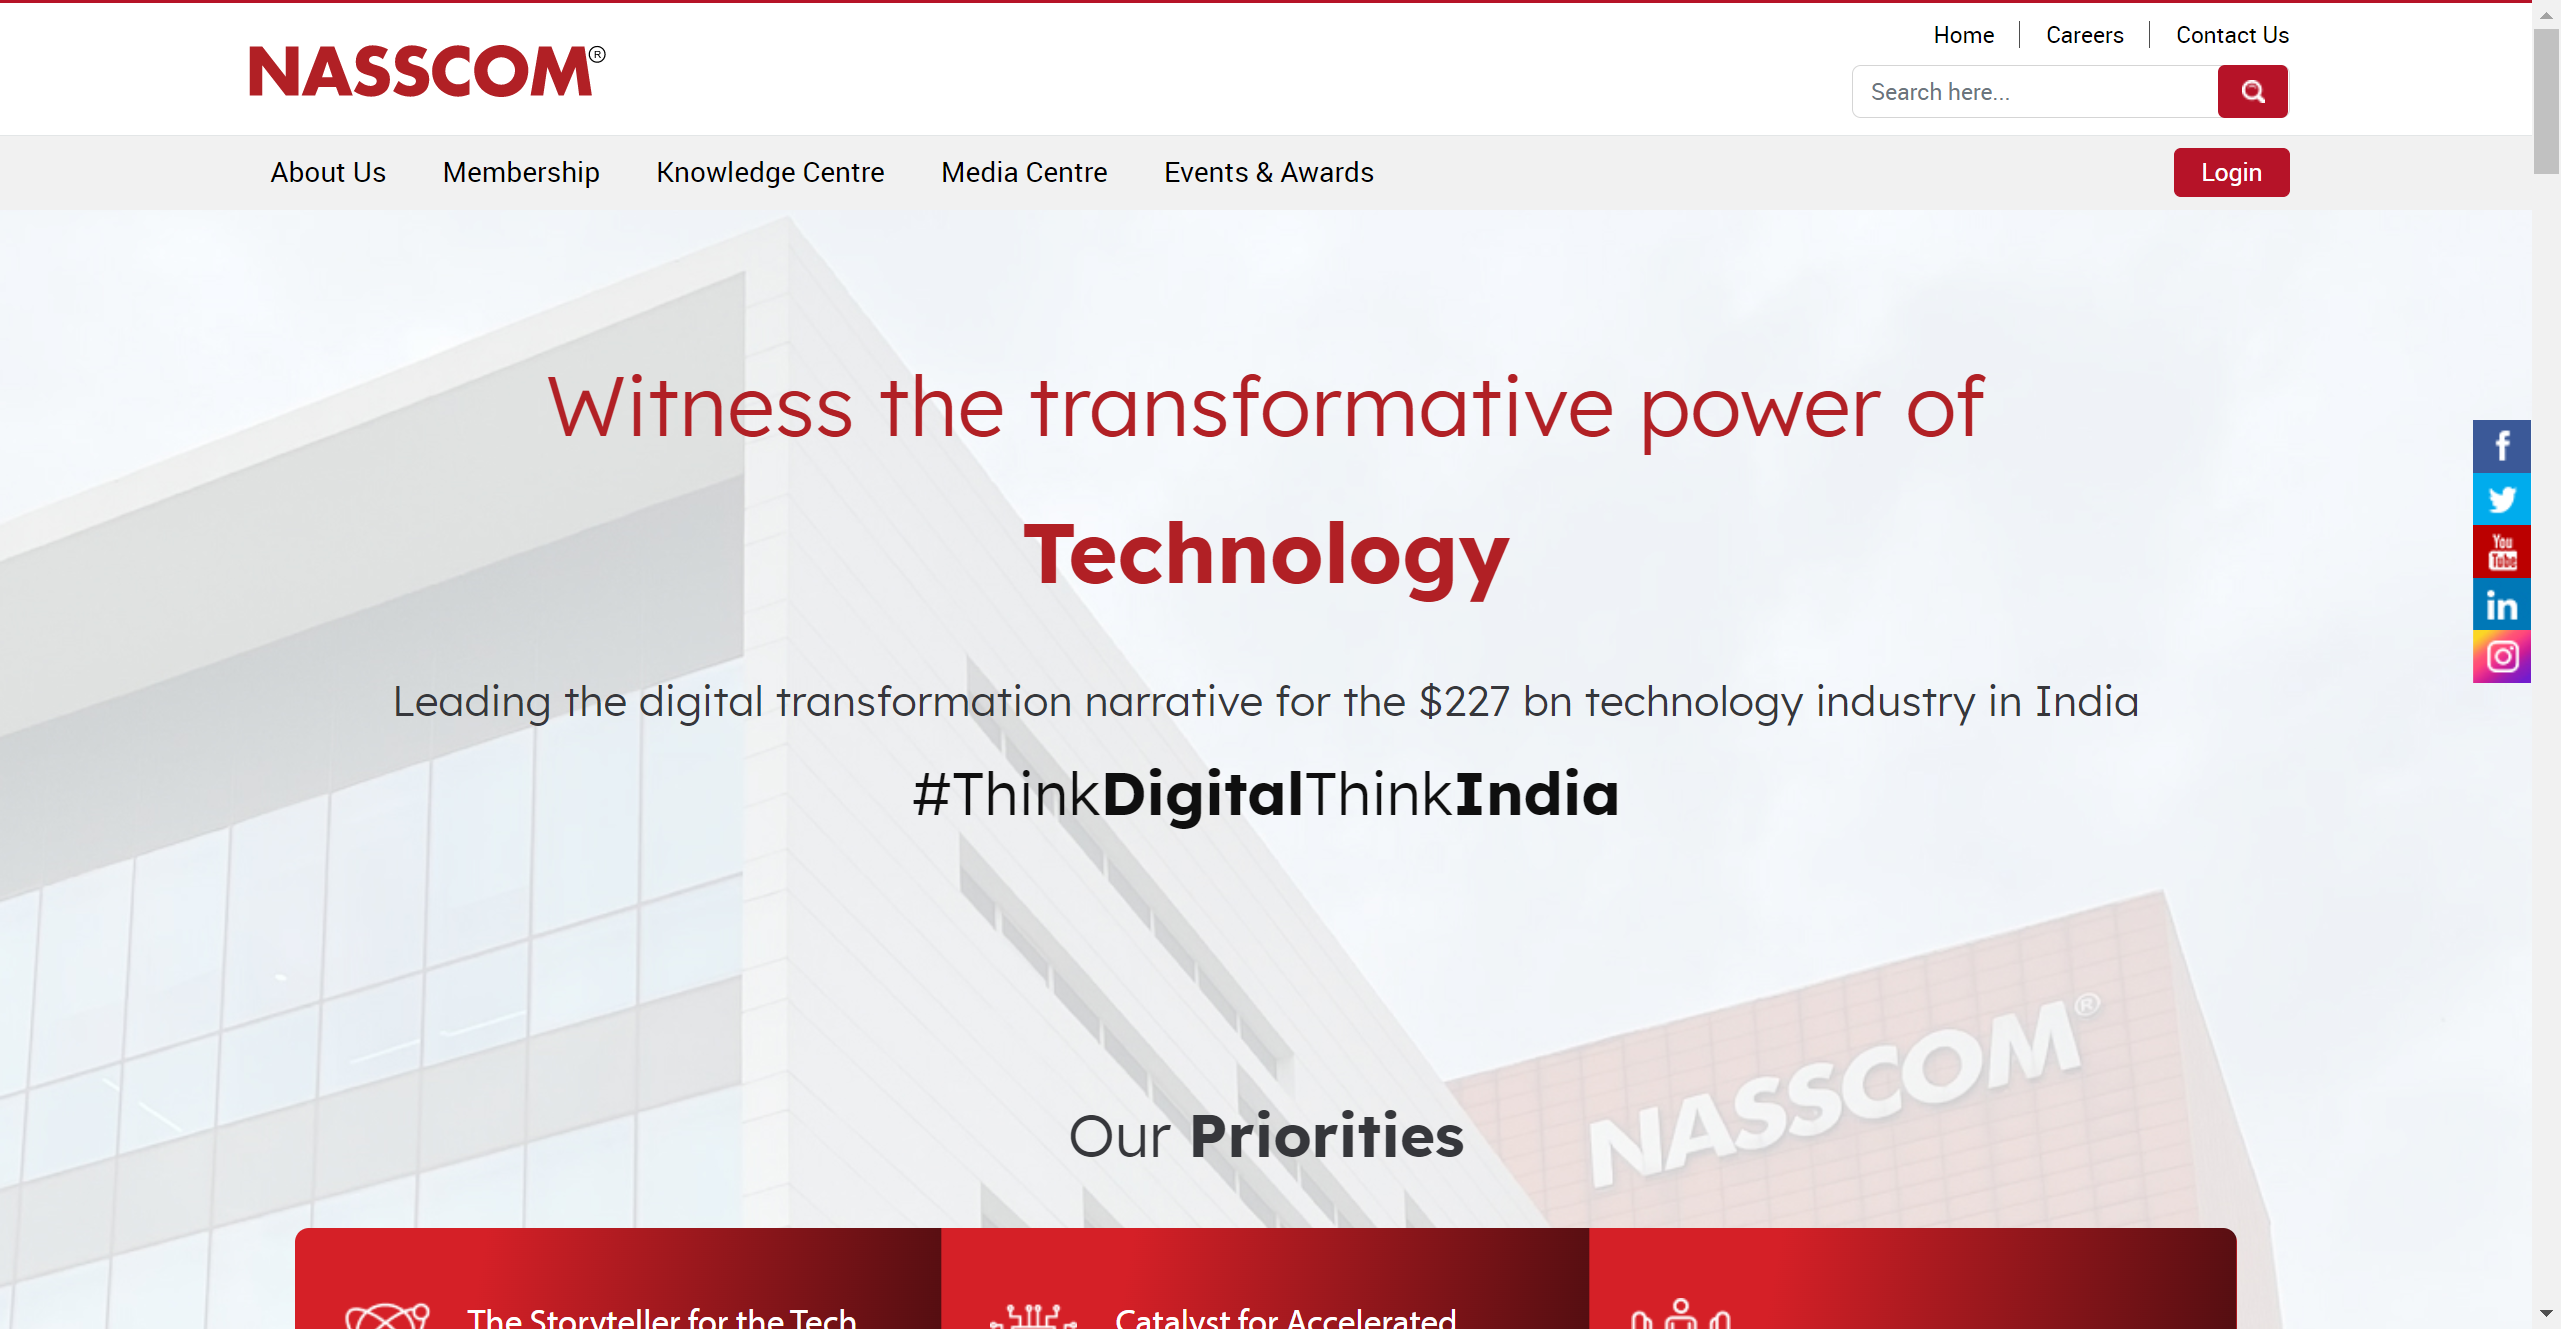 NASSCOM®
Home
Careers
Contact Us
Search here...
About Us
Membership
Knowledge Centre
Media Centre
Events & Awards
Login
Witness the transformative power of
Technology
Leading the digital transformation narrative for the $227 bn technology industry in India
#ThinkDigitalThinkIndia
You
Tube
in
NASSCOM®
Our Priorities
The Storyteller for the Tech
Catalyst for Accelerated